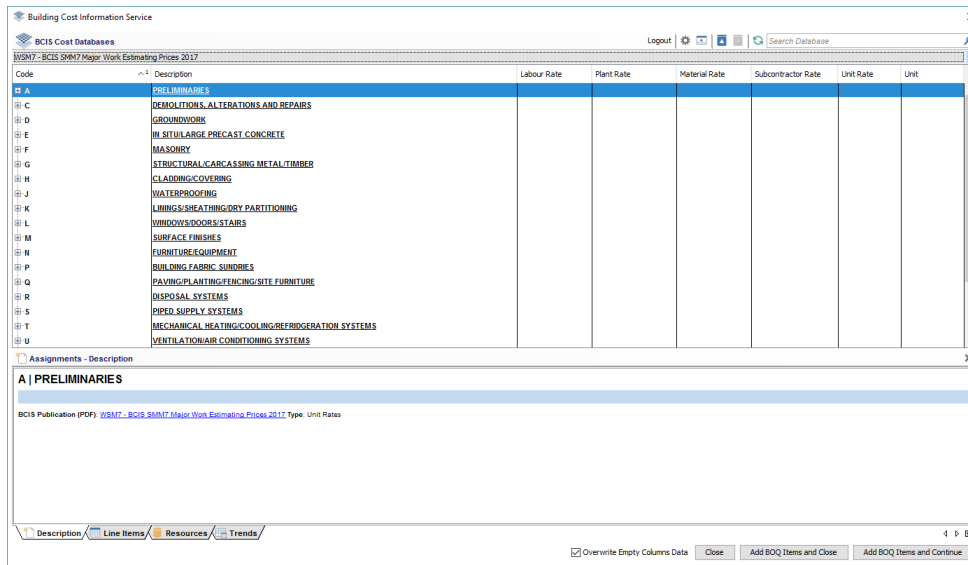 Building Cost Information Service
BCIS Cost Databases
Logout
Search Database
WSM7 - BCIS SMM7 Major Work Estimating Prices 2017
Code 1 Description Labour Rate Plant Rate Material Rate Subcontractor Rate Unit Rate Unit
A PRELIMINARIES
C DEMOLITIONS, ALTERATIONS AND REPAIRS
D GROUNDWORK
E IN SITU/LARGE PRECAST CONCRETE
F MASONRY
G STRUCTURAL/CARCASSING METAL/TIMBER
H CLADDING/COVERING
J WATERPROOFING
K LININGS/SHEATHING/DRY PARTITIONING
L WINDOWS/DOORS/STAIRS
M SURFACE FINISHES
N FURNITURE/EQUIPMENT
P BUILDING FABRIC SUNDRIES
Q PAVING/PLANTING/FENCING/SITE FURNITURE
R DISPOSAL SYSTEMS
S PIPED SUPPLY SYSTEMS
T MECHANICAL HEATING/COOLING/REFRIDGERATION SYSTEMS
U VENTILATION/AIR CONDITIONING SYSTEMS
Assignments - Description
A | PRELIMINARIES
BCIS Publication (PDF): WSM7 - BCIS SMM7 Major Work Estimating Prices 2017 Type: Unit Rates
Description Line Items Resources Trends
Overwrite Empty Columns Data Close Add BOQ Items and Close Add BOQ Items and Continue